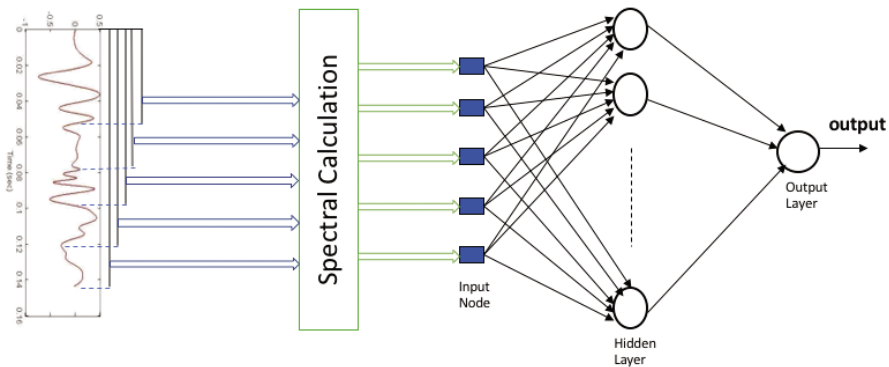 -1 -0.5 0 0.5
0
0.02
0.04
0.06
0.08
0.1
0.12
0.14
0.16
Time (sec)
Spectral Calculation
Input
Node
Hidden
Layer
output
Output
Layer